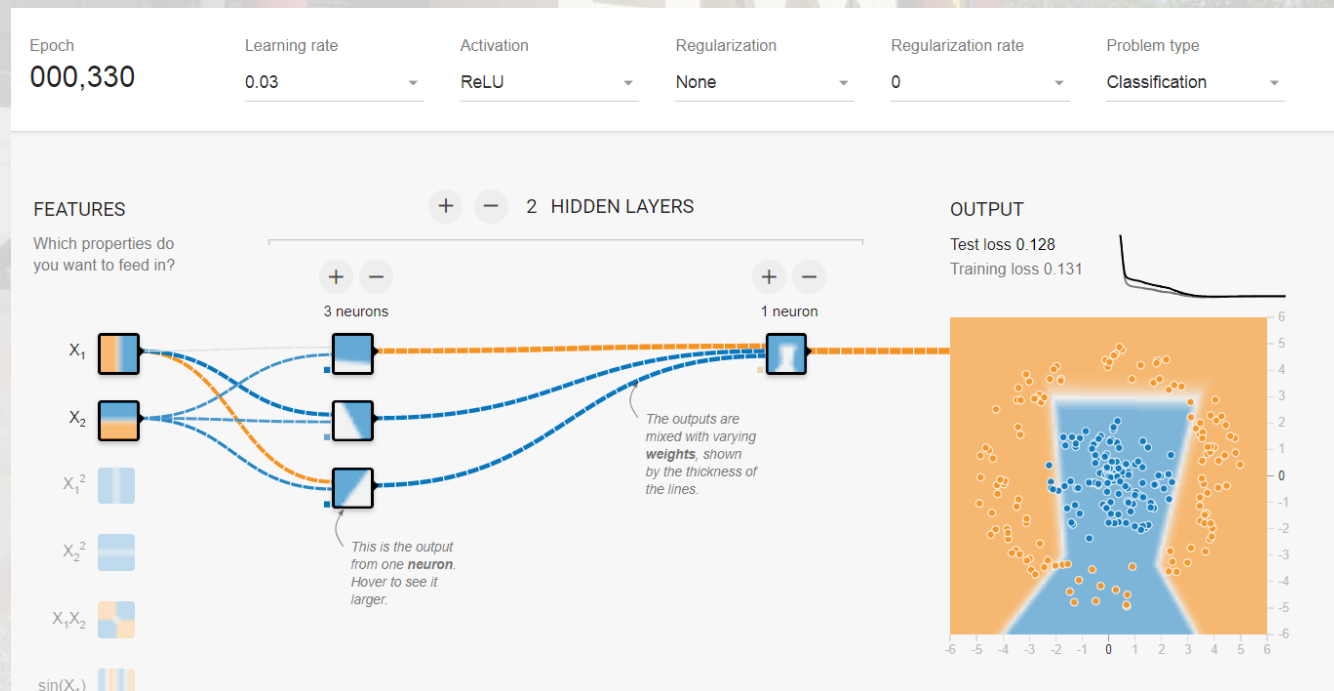 Epoch
000,330
Learning rate
0.03
Activation
ReLU
Regularization
None
Regularization rate
0
Problem type
Classification
FEATURES
Which properties do
you want to feed in?
+ − 2 HIDDEN LAYERS
+ −
3 neurons
+ −
1 neuron
OUTPUT
Test loss 0.128
Training loss 0.131
X₁
X₂
X₁²
X₂²
X₁X₂
sin(X₁)
The outputs are
mixed with varying
weights, shown
by the thickness of
the lines.
This is the output
from one neuron.
Hover to see it
larger.
6
5
4
3
2
1
0
-1
-2
-3
-4
-5
-6
-6 -5 -4 -3 -2 -1 0 1 2 3 4 5 6